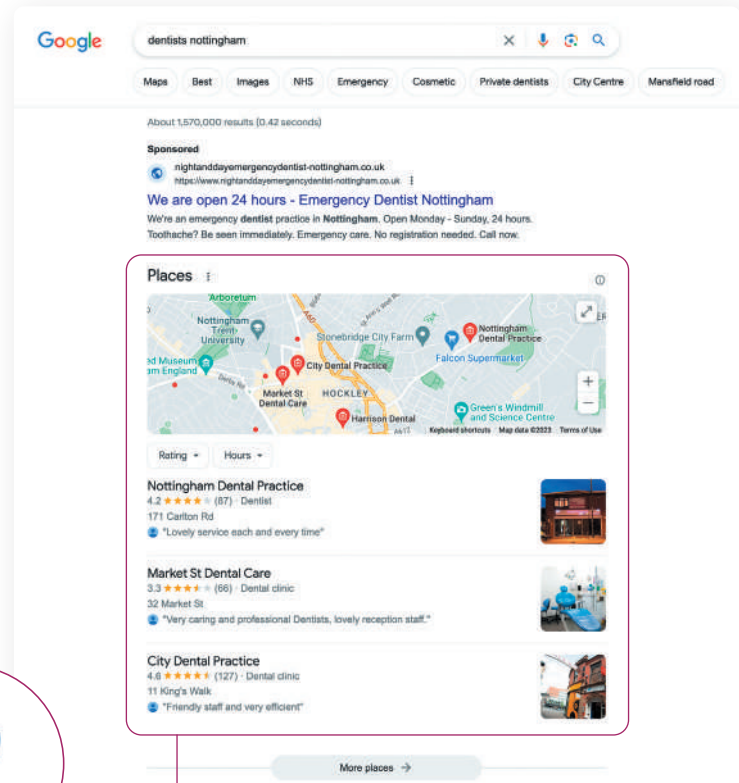 Google
dentists nottingham
Maps Best Images NHS Emergency Cosmetic Private dentists City Centre Mansfield road
About 1,570,000 results (0.42 seconds)
Sponsored
nightanddayemergencydentist-nottingham.co.uk
https://www.nightanddayemergencydentist-nottingham.co.uk
We are open 24 hours - Emergency Dentist Nottingham
We're an emergency dentist practice in Nottingham. Open Monday - Sunday, 24 hours.
Toothache? Be seen immediately. Emergency care. No registration needed. Call now.
Places
Arboretum
Nottingham
Trent
University
A60
Stonebridge City Farm
Nottingham
Dental Practice
Falcon Supermarket
ed Museum
am England
Derby Rd
City Dental Practice
Market St
Dental Care
HOCKLEY
Harrison Dental
Green's Windmill
and Science Centre
A612
Keyboard shortcuts Map data ©2023 Terms of Use
Rating Hours
Nottingham Dental Practice
4.2 (87) · Dentist
171 Carlton Rd
"Lovely service each and every time"
Market St Dental Care
3.3 (66) · Dental clinic
32 Market St
"Very caring and professional Dentists, lovely reception staff."
City Dental Practice
4.6 (127) · Dental clinic
11 King's Walk
"Friendly staff and very efficient"
More places